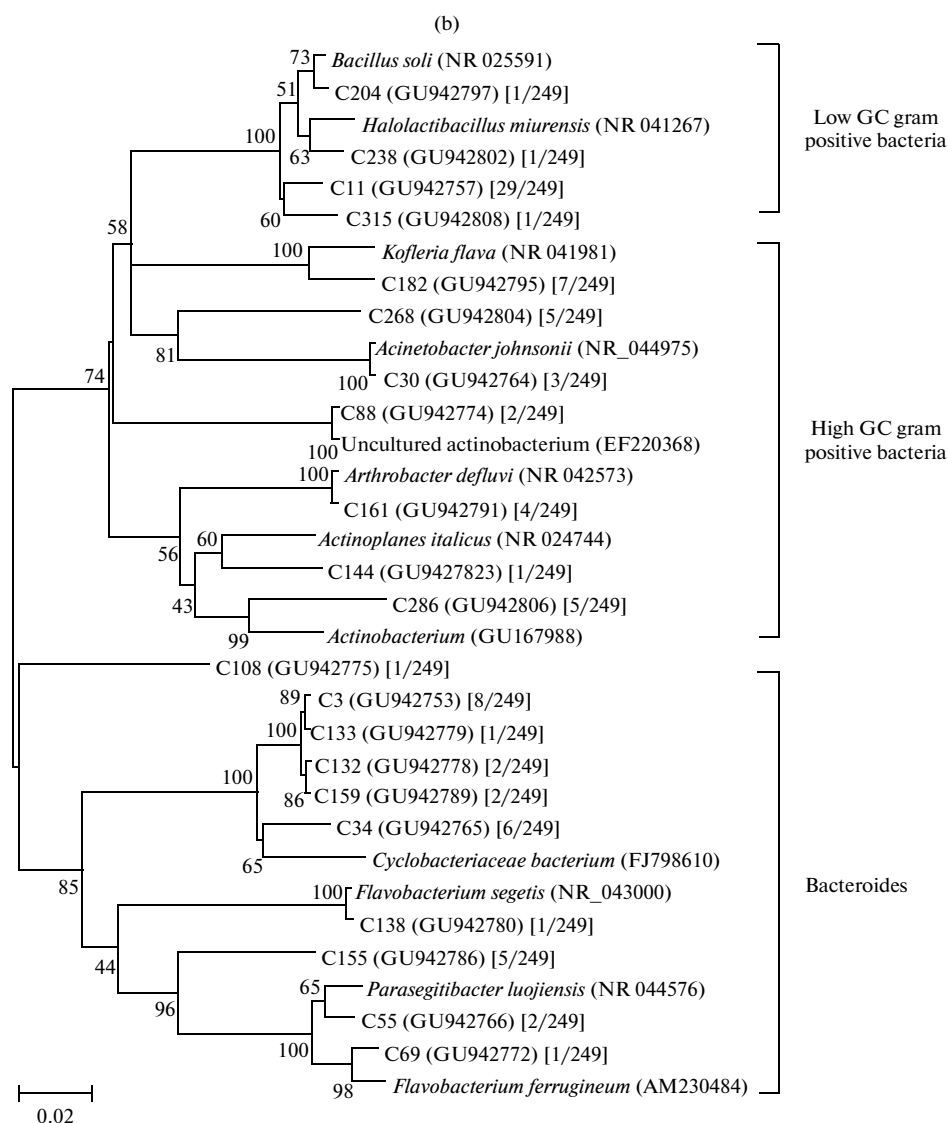 (b)
73
Bacillus soli (NR 025591)
C204 (GU942797) [1/249]
51
Halolactibacillus miurensis (NR 041267)
100
63
C238 (GU942802) [1/249]
C11 (GU942757) [29/249]
60
C315 (GU942808) [1/249]
Low GC gram
positive bacteria
58
100
Kofleria flava (NR 041981)
C182 (GU942795) [7/249]
C268 (GU942804) [5/249]
81
Acinetobacter johnsonii (NR_044975)
100
C30 (GU942764) [3/249]
74
C88 (GU942774) [2/249]
100
Uncultured actinobacterium (EF220368)
100
Arthrobacter defluvi (NR 042573)
C161 (GU942791) [4/249]
56
60
Actinoplanes italicus (NR 024744)
C144 (GU9427823) [1/249]
43
C286 (GU942806) [5/249]
99
Actinobacterium (GU167988)
High GC gram
positive bacteria
C108 (GU942775) [1/249]
89
C3 (GU942753) [8/249]
100
C133 (GU942779) [1/249]
100
C132 (GU942778) [2/249]
86
C159 (GU942789) [2/249]
C34 (GU942765) [6/249]
65
Cyclobacteriaceae bacterium (FJ798610)
85
100
Flavobacterium segetis (NR_043000)
C138 (GU942780) [1/249]
44
C155 (GU942786) [5/249]
96
65
Parasegitibacter luojiensis (NR 044576)
C55 (GU942766) [2/249]
100
C69 (GU942772) [1/249]
98
Flavobacterium ferrugineum (AM230484)
Bacteroides
0.02